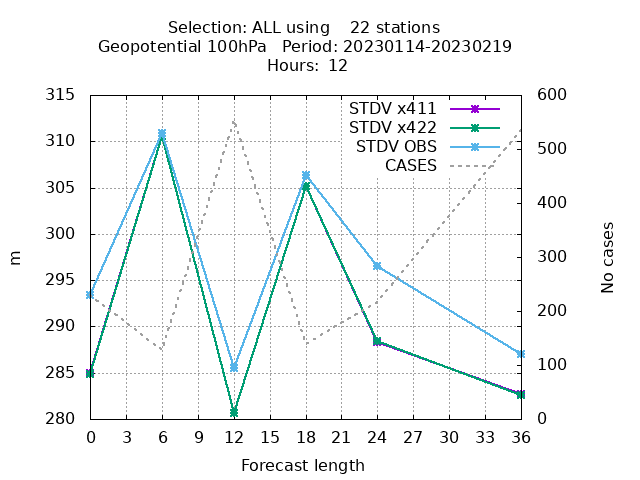 Selection: ALL using    22 stations
Geopotential 100hPa   Period: 20230114-20230219
Hours: 12
315
310
305
300
295
290
285
280
m
600
500
400
300
200
100
0
No cases
STDV x411
STDV x422
STDV OBS
CASES
0 3 6 9 12 15 18 21 24 27 30 33 36
Forecast length